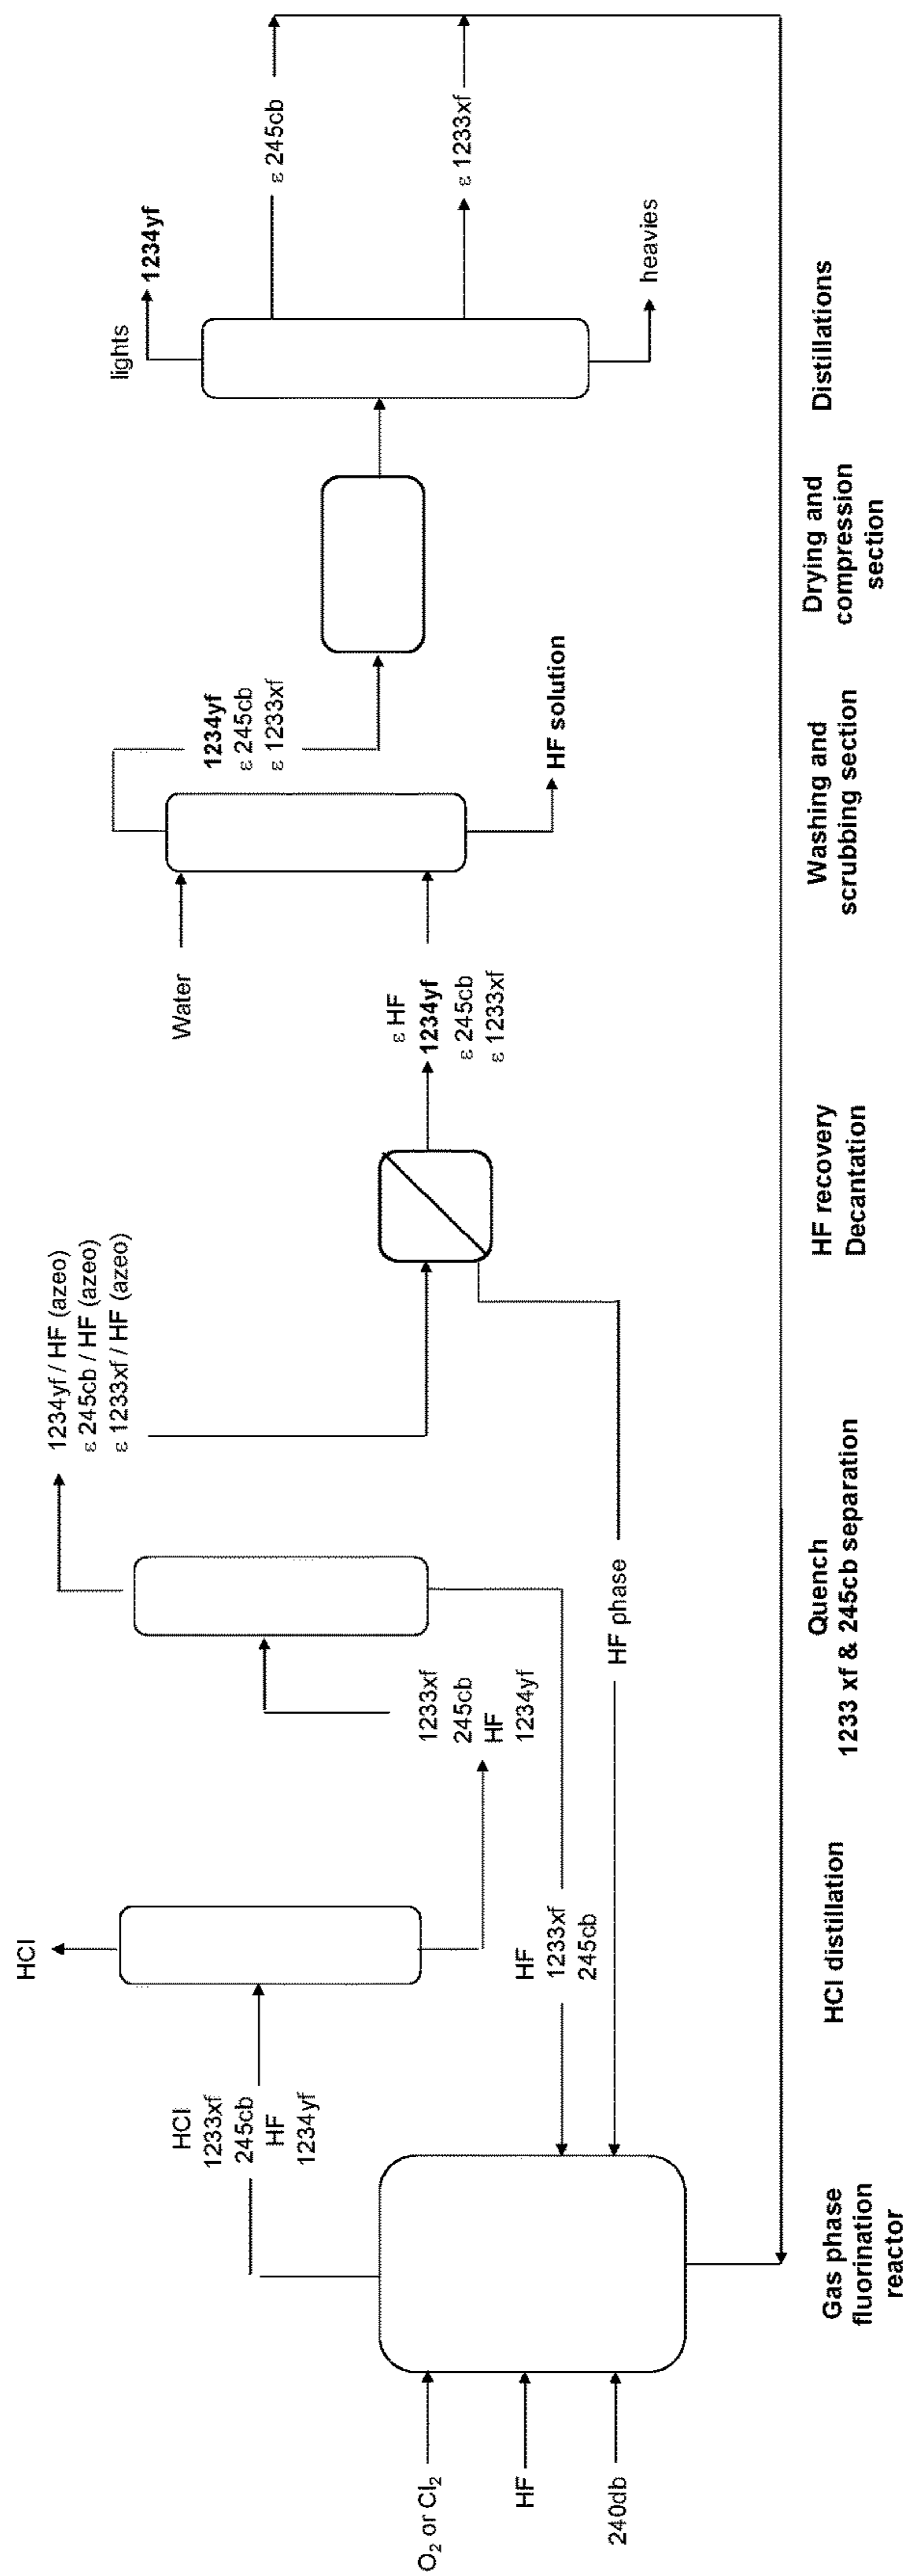 O₂ or Cl₂
HF
240db
Gas phase
fluorination
reactor
HCl
1233xf
245cb
HF
1234yf
HCl
HCl distillation
1233xf
245cb
HF
1234yf
HF
1233xf
245cb
HF phase
Quench
1233 xf & 245cb separation
1234yf / HF (azeo)
ε 245cb / HF (azeo)
ε 1233xf / HF (azeo)
HF recovery
Decantation
ε HF
1234yf
ε 245cb
ε 1233xf
Water
HF solution
Washing and
scrubbing section
1234yf
ε 245cb
ε 1233xf
Drying and
compression
section
lights
1234yf
ε 245cb
ε 1233xf
heavies
Distillations